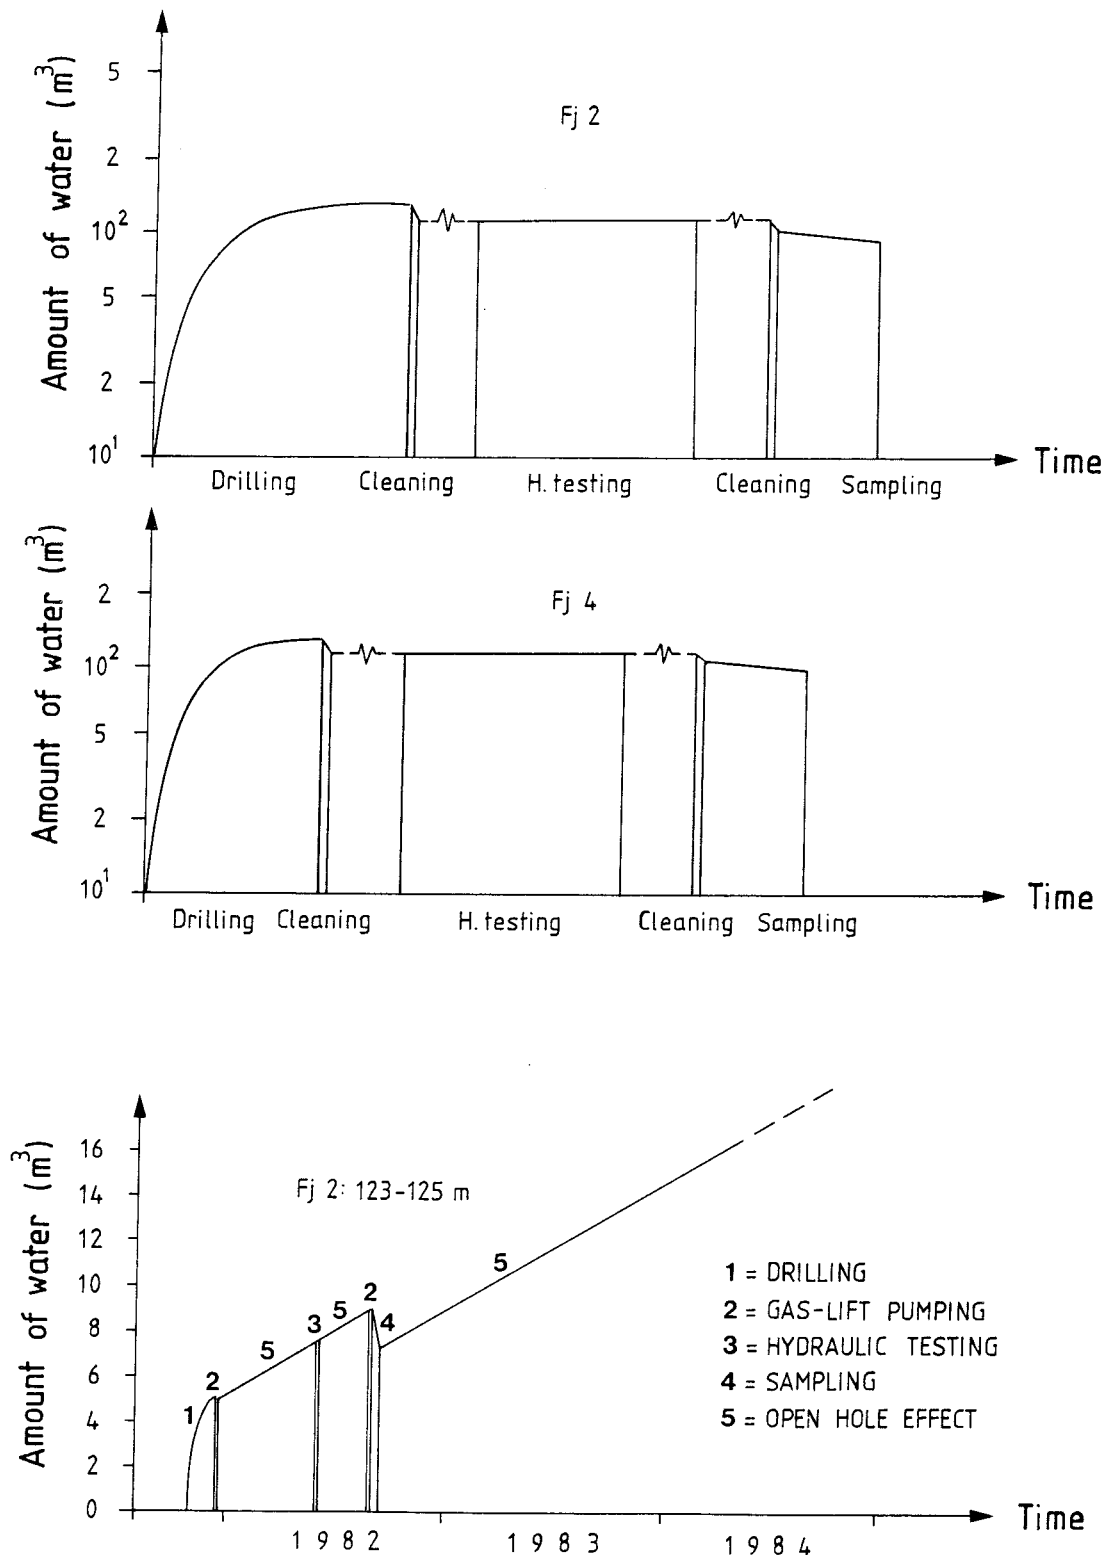 Amount of water (m³)
5
Fj 2
2
10²
5
2
10¹
Time
Drilling Cleaning H. testing Cleaning Sampling
Amount of water (m³)
2
Fj 4
10²
5
2
10¹
Time
Drilling Cleaning H. testing Cleaning Sampling
Amount of water (m³)
16
14
Fj 2: 123-125 m
12
10
8
6
4
2
0
1
2
5
3
5
2
4
5
1 = DRILLING
2 = GAS-LIFT PUMPING
3 = HYDRAULIC TESTING
4 = SAMPLING
5 = OPEN HOLE EFFECT
Time
1982 1983 1984